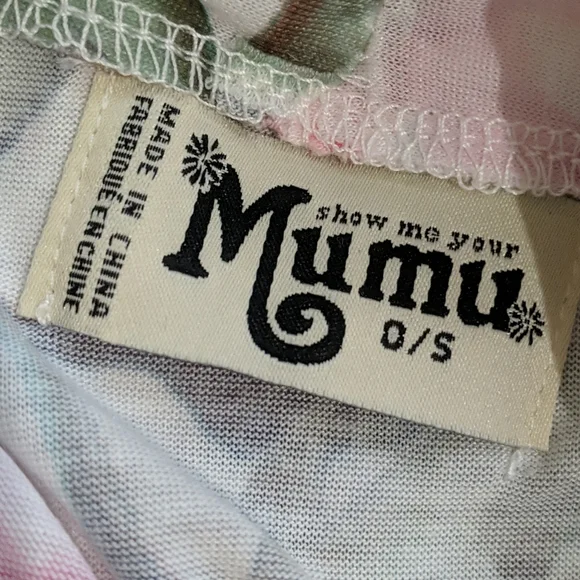 show me your
Mumu
O/S
MADE IN CHINA
FABRIQUÉ EN CHINE